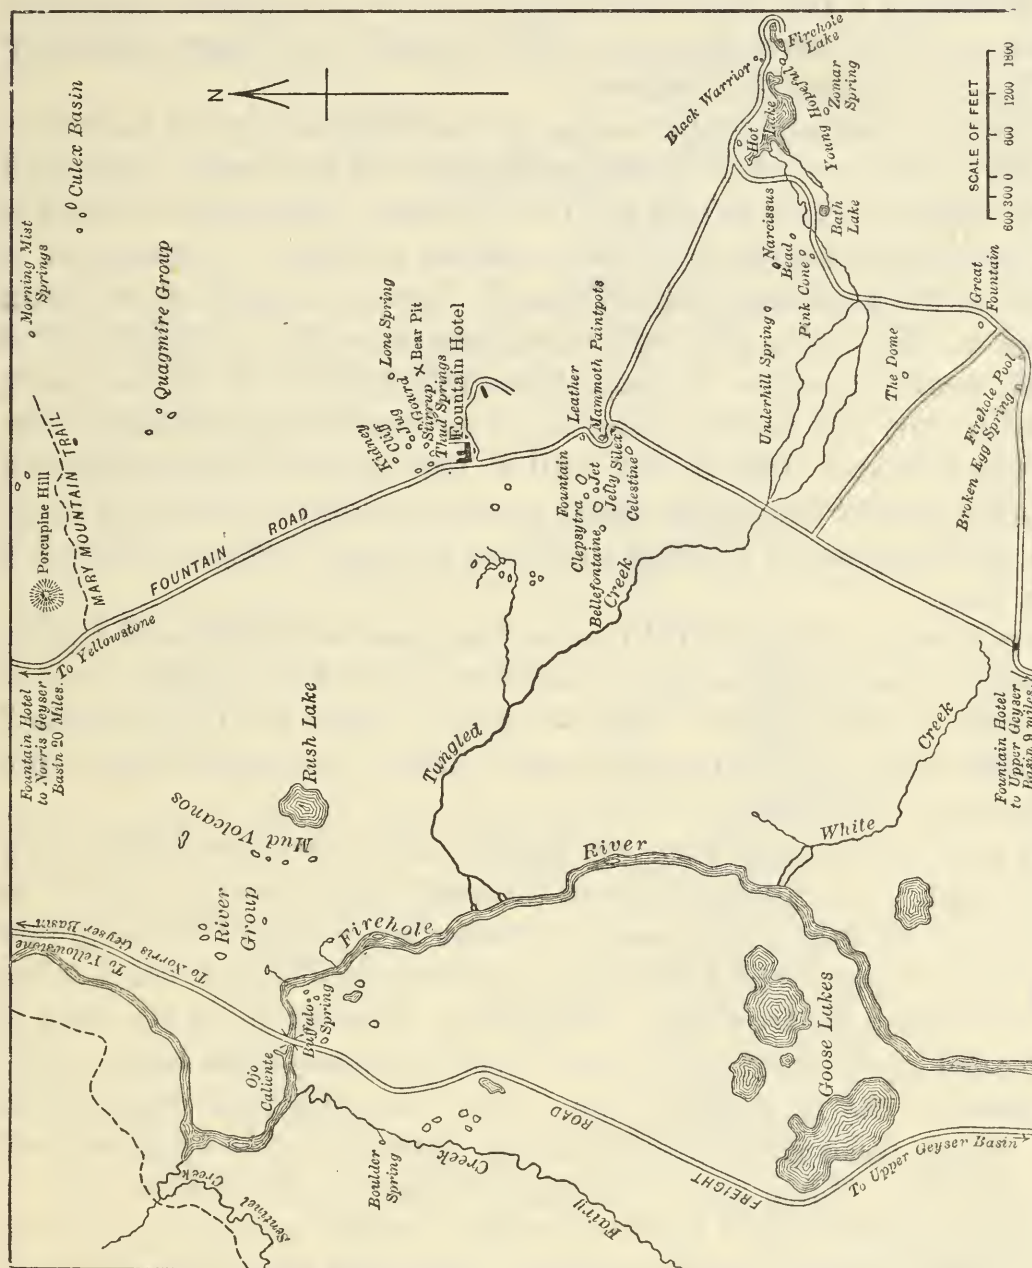 Morning Mist
Springs
Culex Basin
Quagmire Group
N
Porcupine Hill
MARY MOUNTAIN TRAIL
Fountain Hotel
to Norris Geyser
Basin 20 Miles.
To Yellowstone
FOUNTAIN ROAD
Kidney
Cliff
Jug
Gourd
Stirrup
Thud Springs
Lone Spring
Bear Pit
Fountain Hotel
Black Warrior
Firehole
Lake
Hot
Lake
Young Hopeful
Zomar
Spring
SCALE OF FEET
600 300 0 600 1200 1800
Leather
Mammoth Paintpots
Fountain
Clepsytra
Jet
Jelly
Silex
Celestine
Bellefontaine
Narcissus
Bead
Pink Cone
Bath
Lake
Underhill Spring
Great
Fountain
The Dome
Firehole Pool
Broken Egg Spring
Rush Lake
Mud Volcanos
Tangled Creek
To Norris Geyser Basin
To Yellowstone
River
Group
Firehole River
Buffalo
Spring
Ojo
Caliente
White Creek
Fountain Hotel
to Upper Geyser
Basin 9 miles.
Goose Lakes
FREIGHT ROAD
To Upper Geyser Basin
Boulder
Spring
Fairy Creek
Sentinel Creek